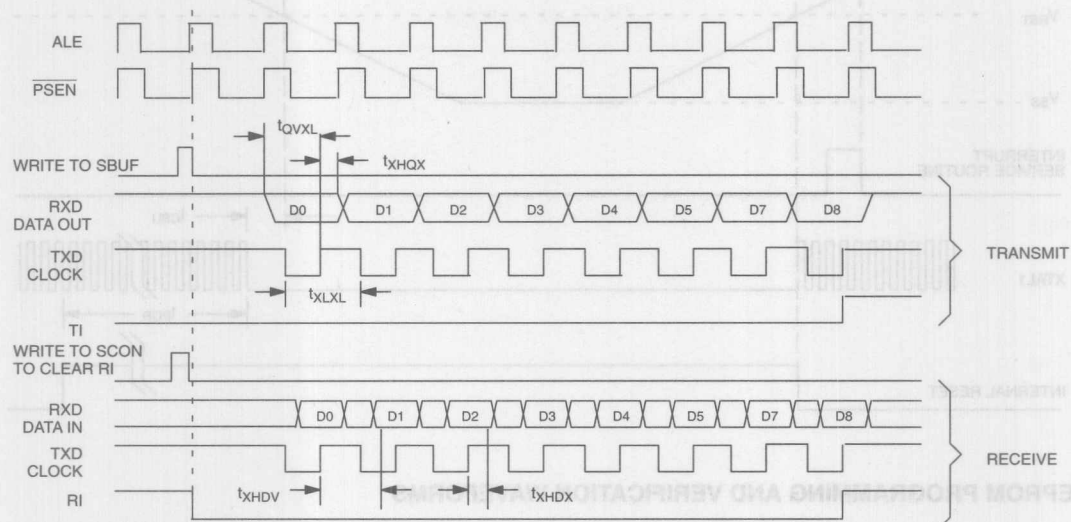 ALE
PSEN
tQVXL
tXHQX
WRITE TO SBUF
RXD DATA OUT
D0 D1 D2 D3 D4 D5 D7 D8
TXD CLOCK
TRANSMIT
tXLXL
TI
WRITE TO SCON TO CLEAR RI
RXD DATA IN
D0 D1 D2 D3 D4 D5 D7 D8
TXD CLOCK
RECEIVE
tXHDV
tXHDX
RI